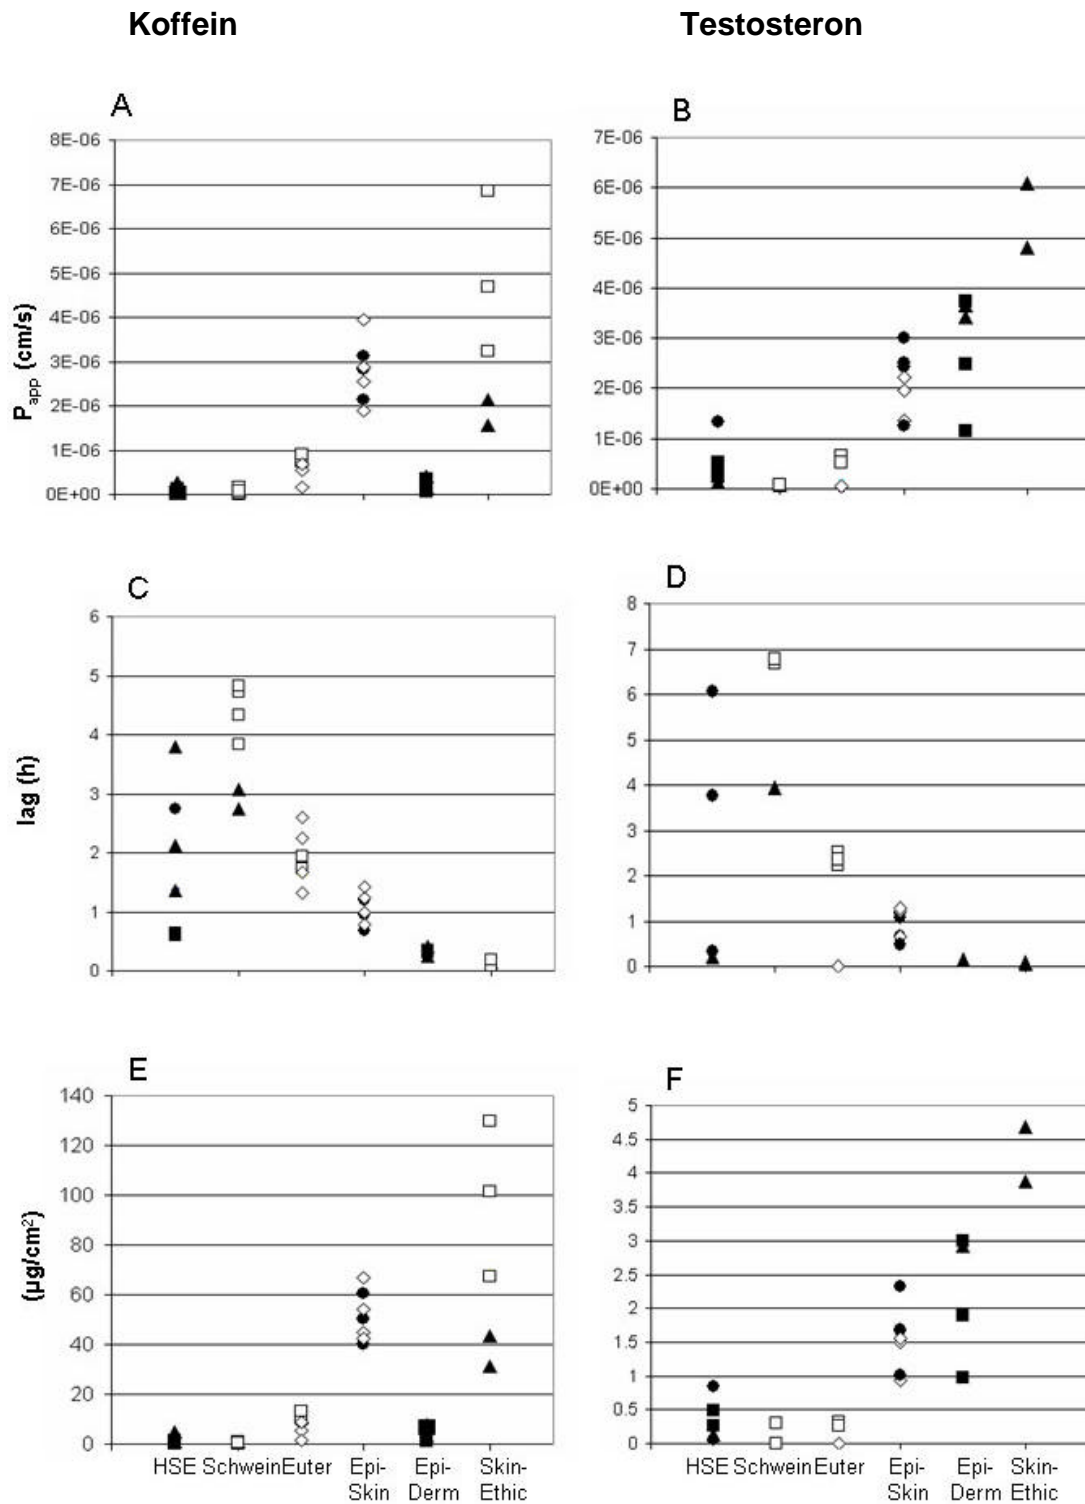 Koffein Testosteron
A
8E-06
7E-06
6E-06
5E-06
4E-06
3E-06
2E-06
1E-06
0E+00
Papp (cm/s)
B
7E-06
6E-06
5E-06
4E-06
3E-06
2E-06
1E-06
0E+00
C
6
5
4
3
2
1
0
lag (h)
D
8
7
6
5
4
3
2
1
0
E
140
120
100
80
60
40
20
0
(µg/cm²)
HSE Schwein Euter Epi- Epi- Skin-
Skin Derm Ethic
F
5
4.5
4
3.5
3
2.5
2
1.5
1
0.5
0
HSE Schwein Euter Epi- Epi- Skin-
Skin Derm Ethic